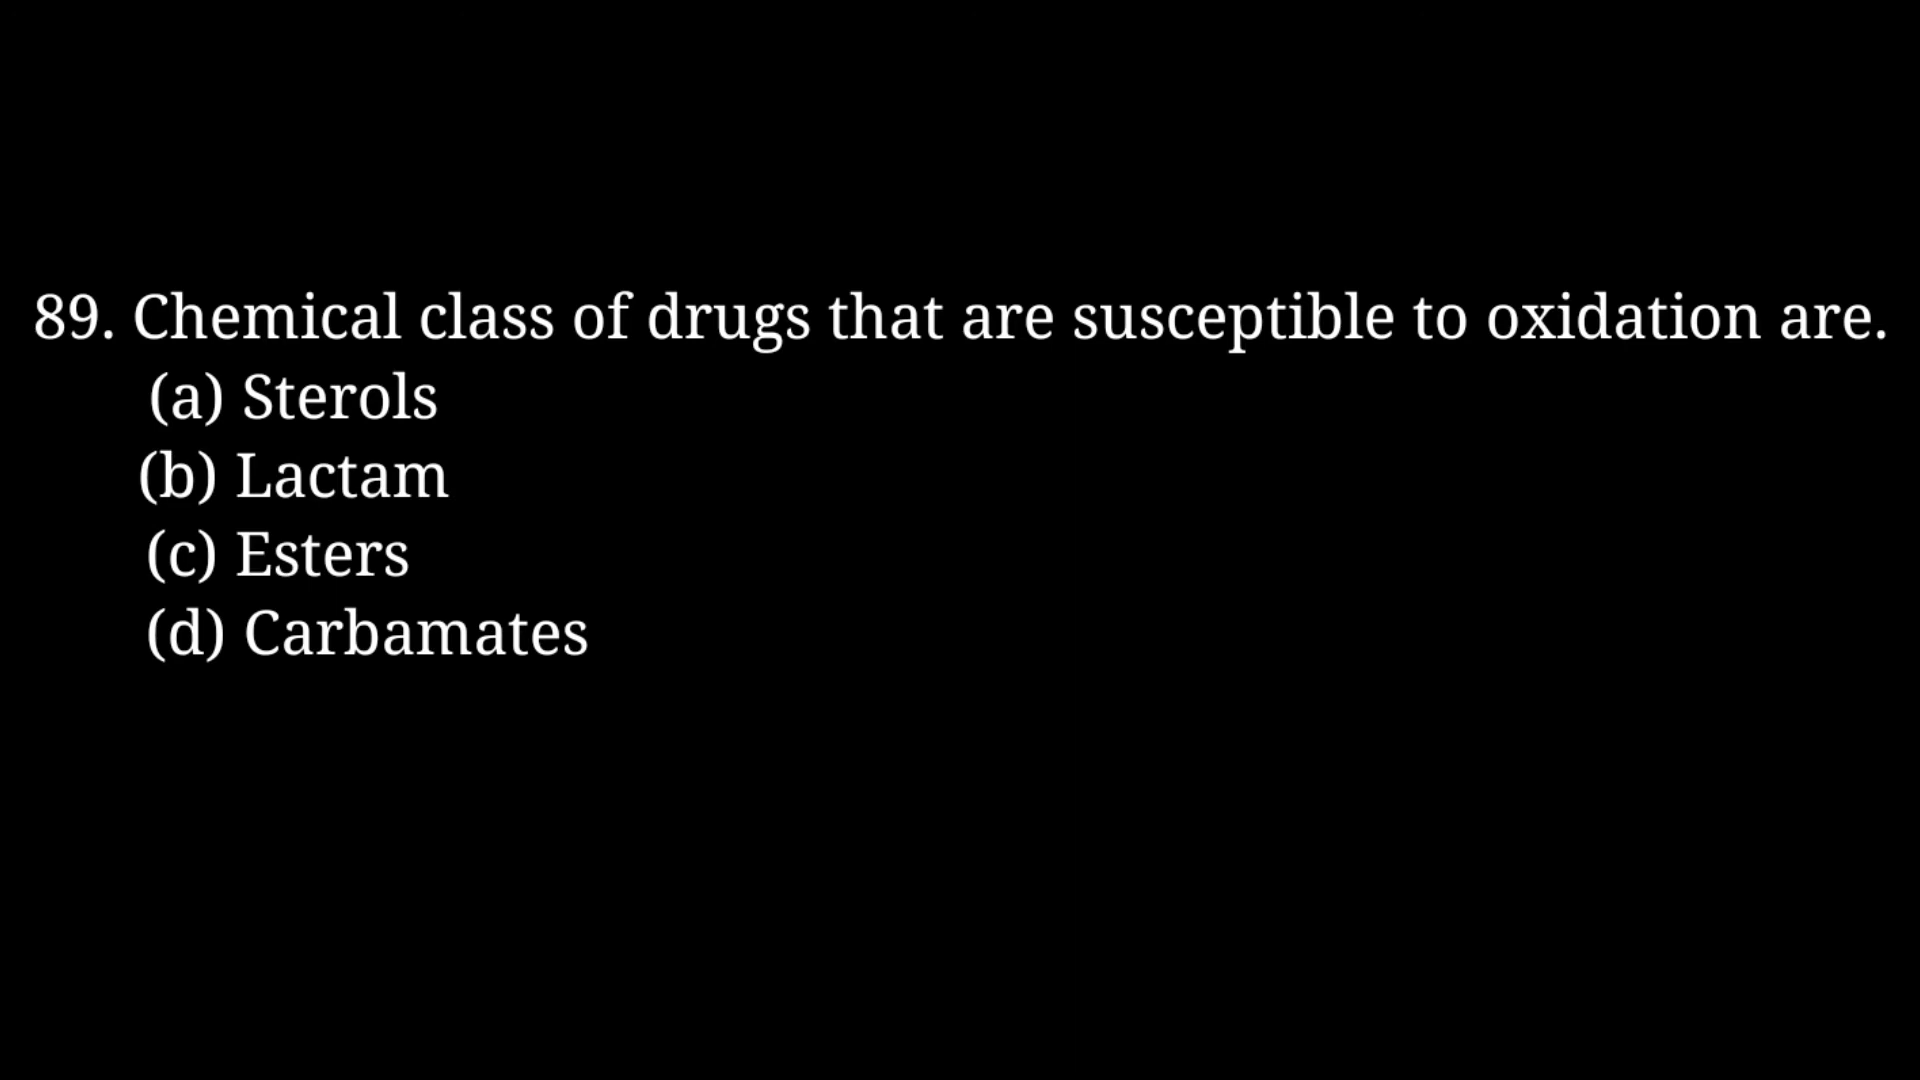 89. Chemical class of drugs that are susceptible to oxidation are.
(a) Sterols
(b) Lactam
(c) Esters
(d) Carbamates